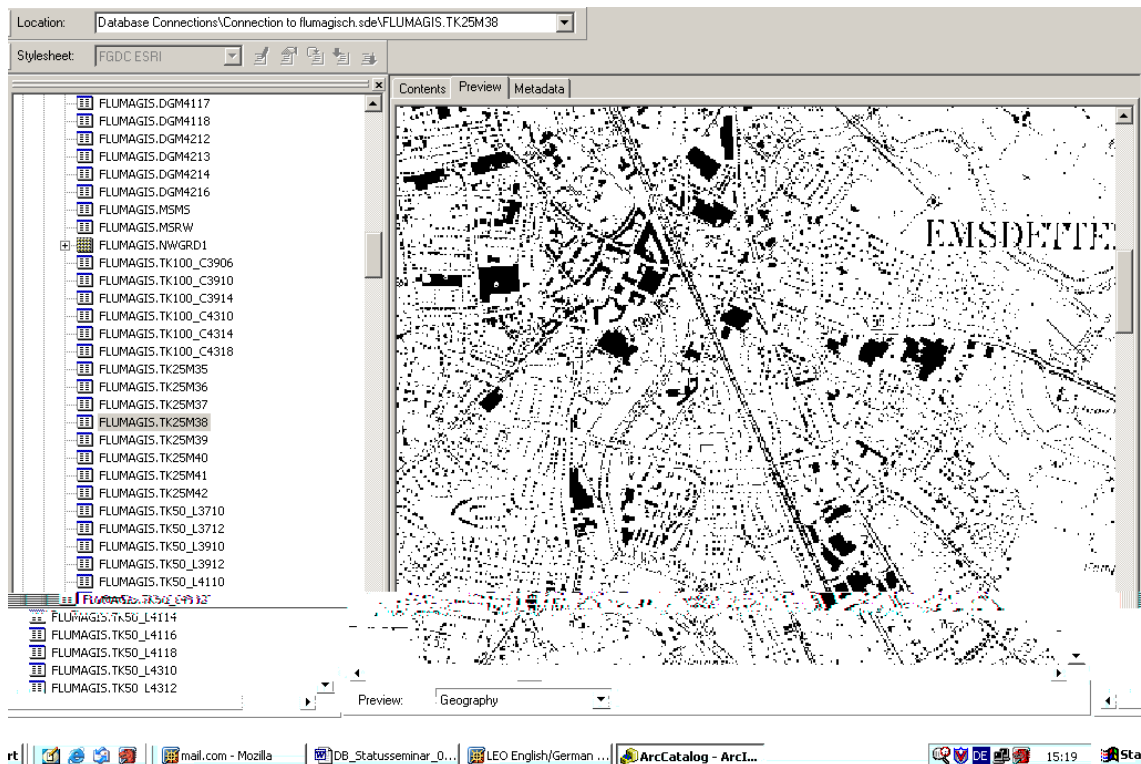 Location: Database Connections\Connection to flumagisch.sde\FLUMAGIS.TK25M38
Stylesheet: FGDC ESRI
Contents Preview Metadata
FLUMAGIS.DGM4117
FLUMAGIS.DGM4118
FLUMAGIS.DGM4212
FLUMAGIS.DGM4213
FLUMAGIS.DGM4214
FLUMAGIS.DGM4216
FLUMAGIS.MSMS
FLUMAGIS.MSRW
FLUMAGIS.NWGRD1
FLUMAGIS.TK100_C3906
FLUMAGIS.TK100_C3910
FLUMAGIS.TK100_C3914
FLUMAGIS.TK100_C4310
FLUMAGIS.TK100_C4314
FLUMAGIS.TK100_C4318
FLUMAGIS.TK25M35
FLUMAGIS.TK25M36
FLUMAGIS.TK25M37
FLUMAGIS.TK25M38
FLUMAGIS.TK25M39
FLUMAGIS.TK25M40
FLUMAGIS.TK25M41
FLUMAGIS.TK25M42
FLUMAGIS.TK50_L3710
FLUMAGIS.TK50_L3712
FLUMAGIS.TK50_L3910
FLUMAGIS.TK50_L3912
FLUMAGIS.TK50_L4110
FLUMAGIS.TK50_L4114
FLUMAGIS.TK50_L4116
FLUMAGIS.TK50_L4118
FLUMAGIS.TK50_L4310
FLUMAGIS.TK50_L4312
EMSDETTE
Preview: Geography
rt mail.com - Mozilla DB_Statusseminar_0... LEO English/German ... ArcCatalog - ArcI... DE 15:19 Sta